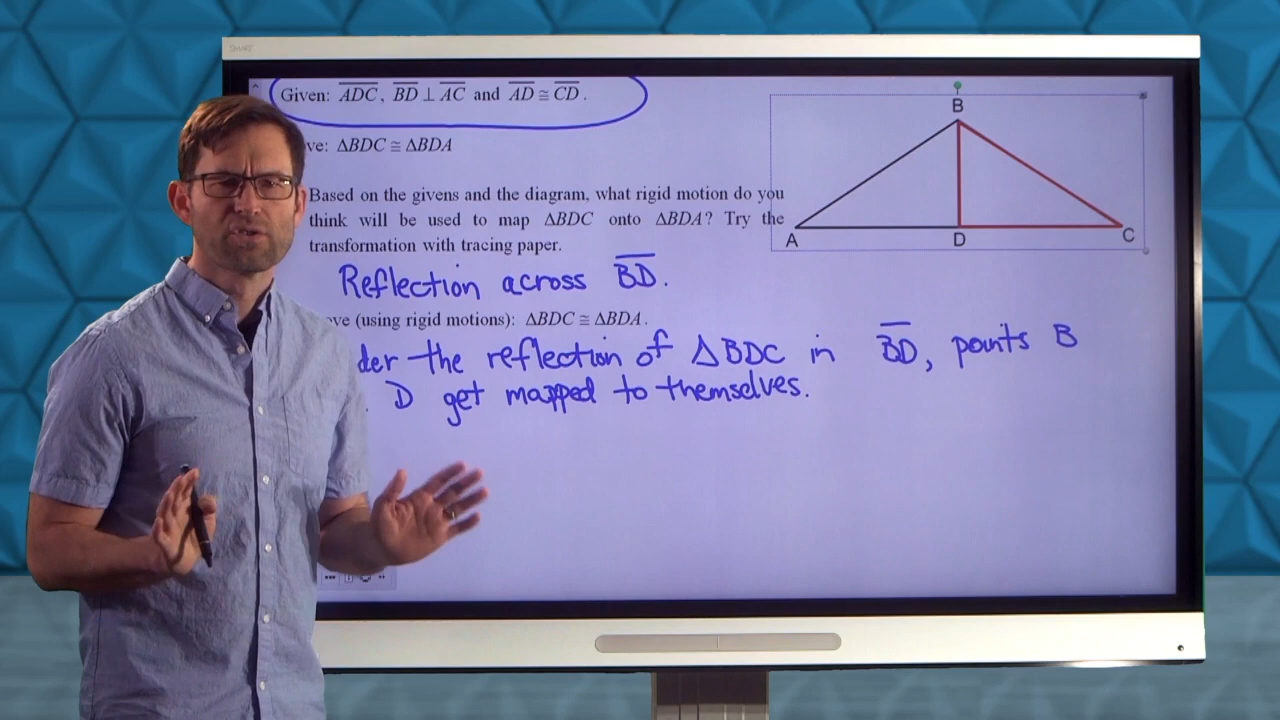 SMART
Given: ADC, BD ⊥ AC and AD ≅ CD.
ve: ΔBDC ≅ ΔBDA
Based on the givens and the diagram, what rigid motion do you
think will be used to map ΔBDC onto ΔBDA? Try the
transformation with tracing paper.
Reflection across BD.
ve (using rigid motions): ΔBDC ≅ ΔBDA.
der the reflection of ΔBDC in BD, points B
D get mapped to themselves.
B
A
D
C